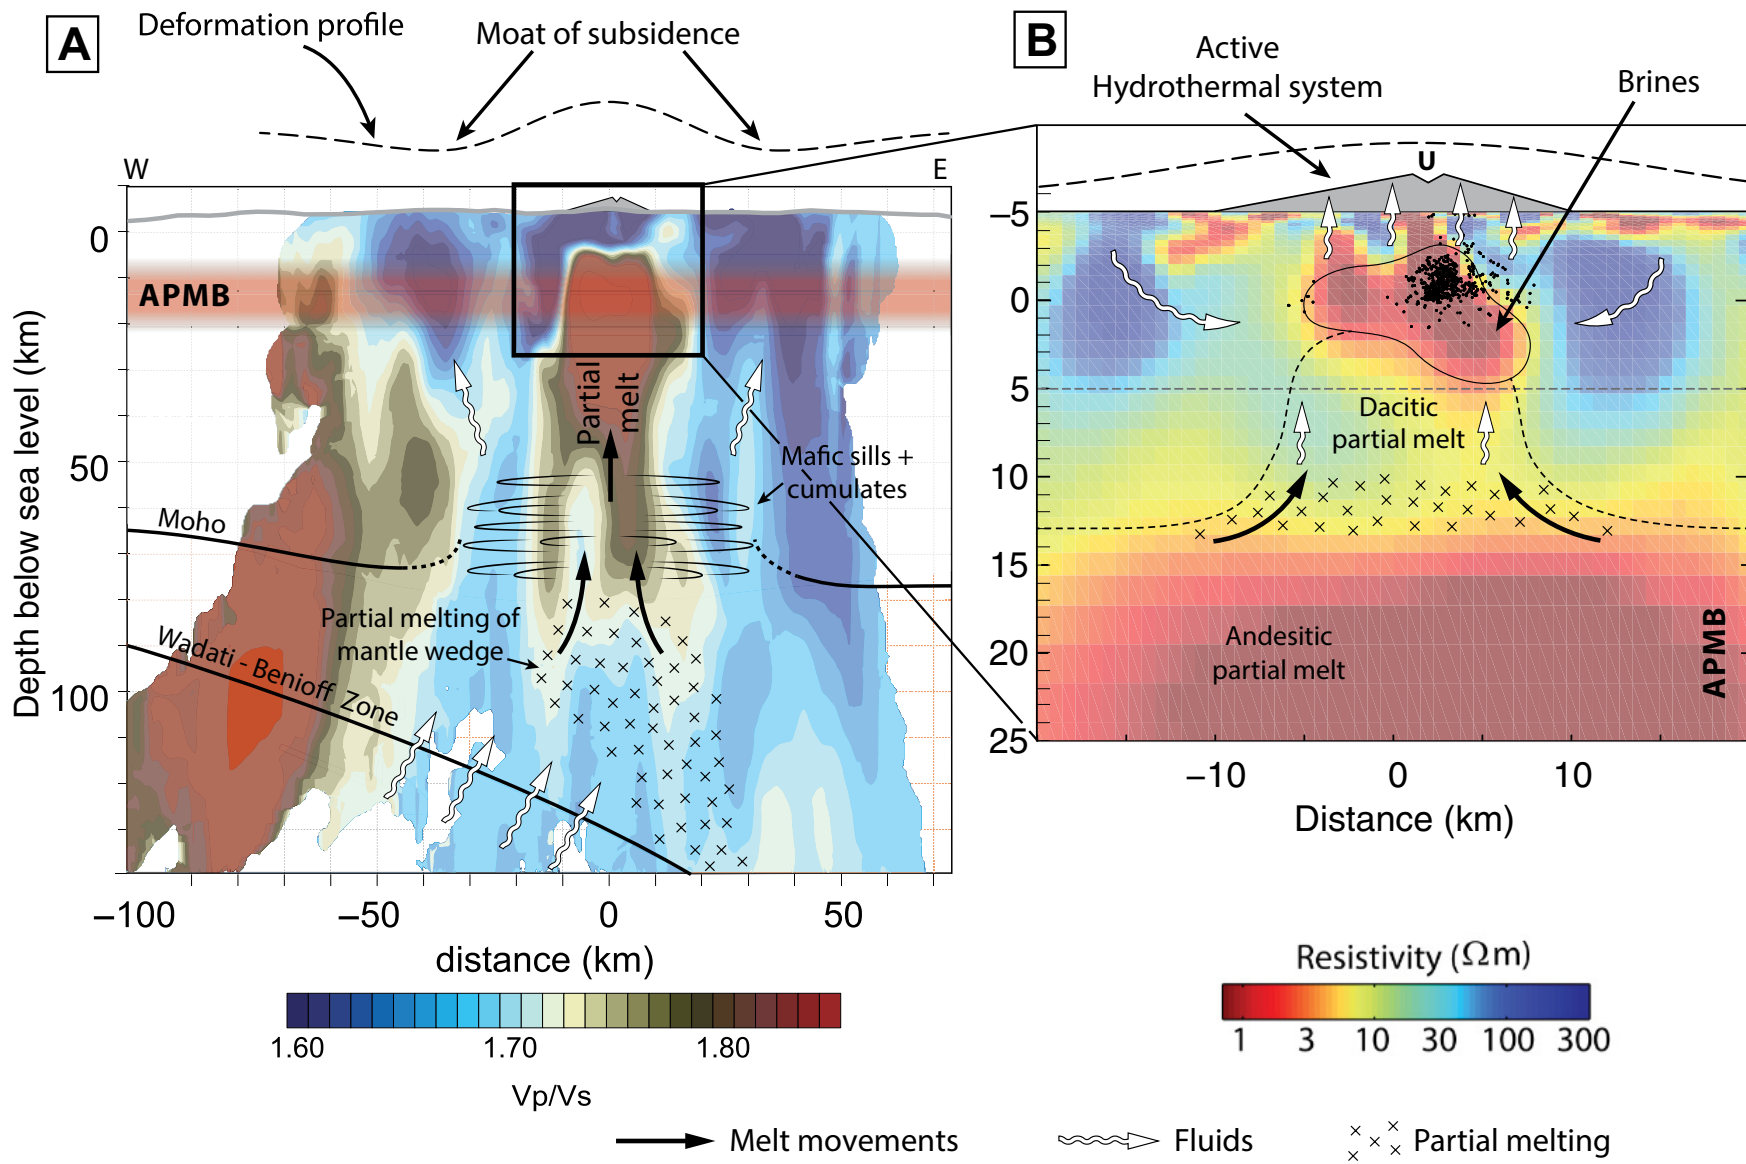 A
Deformation profile
Moat of subsidence
W
E
0
50
100
Depth below sea level (km)
APMB
Partial
melt
Mafic sills +
cumulates
Moho
Partial melting of
mantle wedge
Wadati - Benioff Zone
−100
−50
0
50
distance (km)
1.60
1.70
1.80
Vp/Vs
B
Active
Hydrothermal system
Brines
U
−5
0
5
10
15
20
25
Dacitic
partial melt
Andesitic
partial melt
APMB
−10
0
10
Distance (km)
Resistivity (Ωm)
1
3
10
30
100
300
Melt movements
Fluids
Partial melting